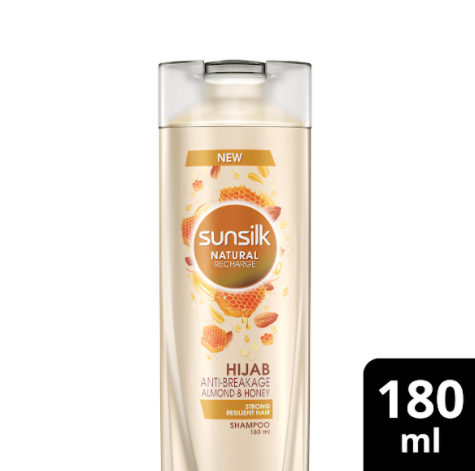 NEW
sunsilk
NATURAL
RECHARGE
HIJAB
ANTI-BREAKAGE
ALMOND & HONEY
STRONG
RESILIENT HAIR
SHAMPOO
180 ml
180
ml